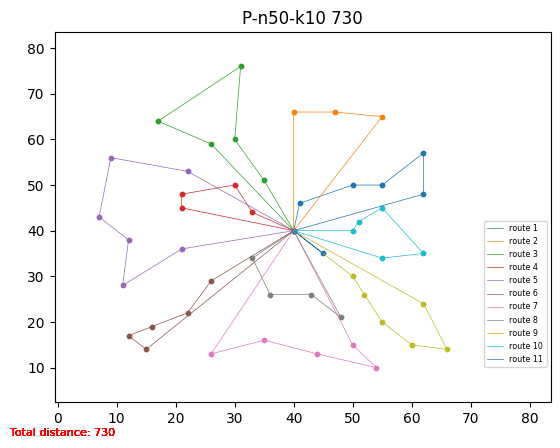 P-n50-k10 730
80
70
60
50
40
30
20
10
0 10 20 30 40 50 60 70 80
route 1
route 2
route 3
route 4
route 5
route 6
route 7
route 8
route 9
route 10
route 11
Total distance: 730